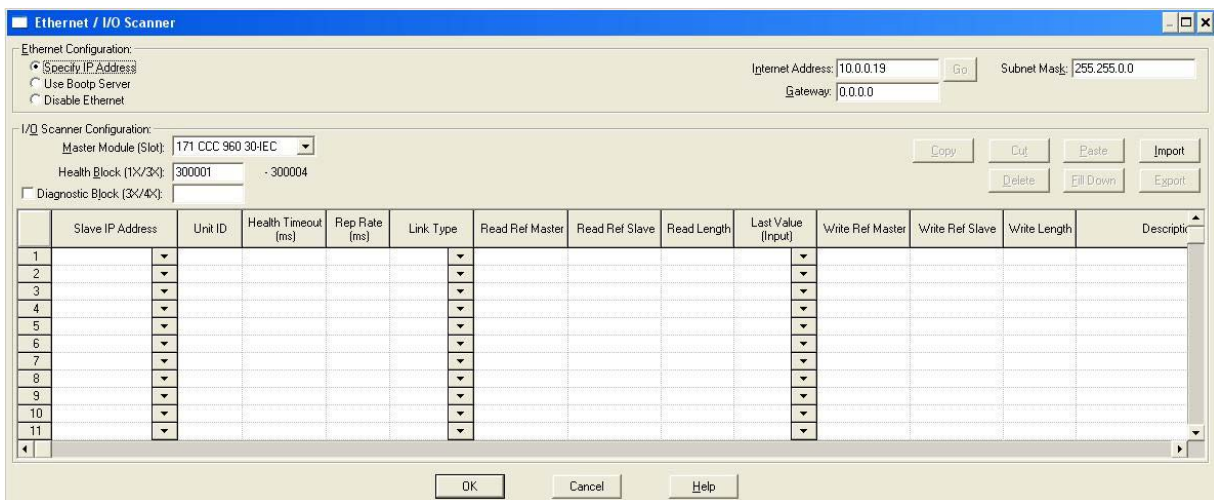 Ethernet / I/O Scanner
Ethernet Configuration:
Specify IP Address
Use Bootp Server
Disable Ethernet
Internet Address: 10.0.0.19 Go Subnet Mask: 255.255.0.0
Gateway: 0.0.0.0
I/O Scanner Configuration:
Master Module (Slot): 171 CCC 960 30-IEC
Health Block (1X/3X): 300001 - 300004
Diagnostic Block (3X/4X):
Copy Cut Paste Import
Delete Fill Down Export
Slave IP Address Unit ID Health Timeout (ms) Rep Rate (ms) Link Type Read Ref Master Read Ref Slave Read Length Last Value (Input) Write Ref Master Write Ref Slave Write Length Descriptio
1
2
3
4
5
6
7
8
9
10
11
OK Cancel Help